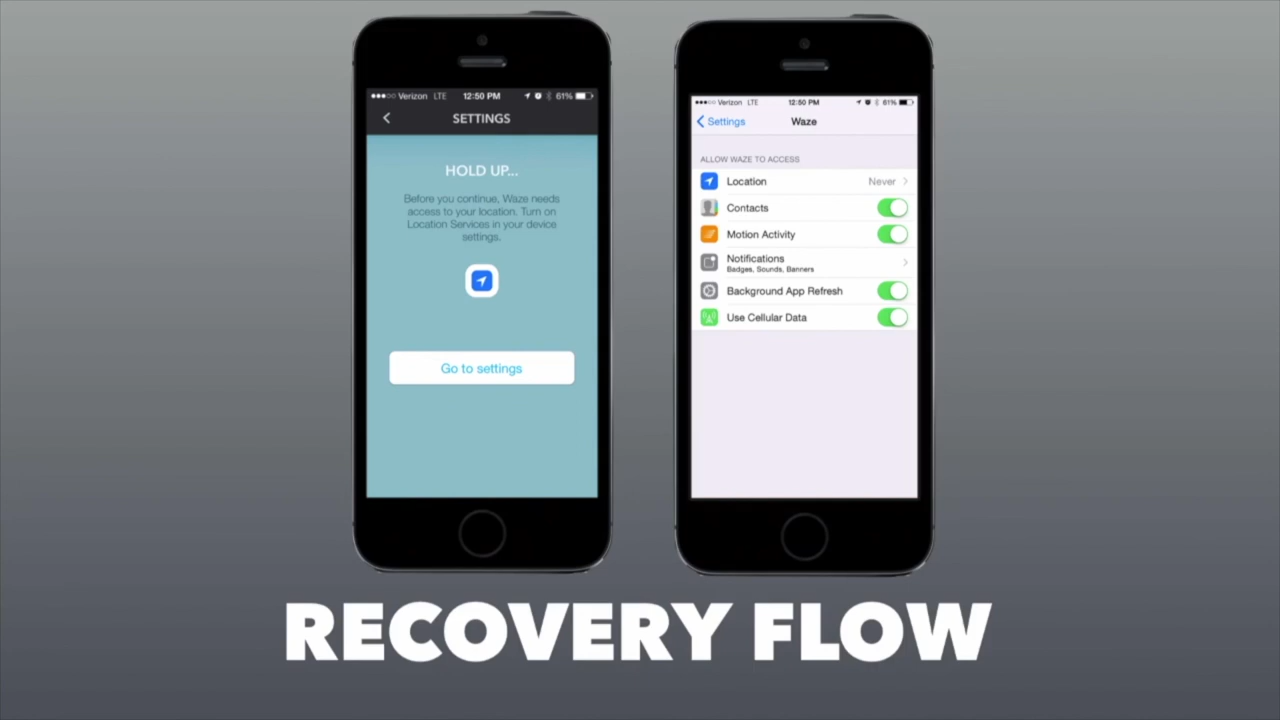 Verizon LTE 12:50 PM 61%
SETTINGS
HOLD UP...
Before you continue, Waze needs
access to your location. Turn on
Location Services in your device
settings.
Go to settings
Verizon LTE 12:50 PM 61%
Settings Waze
ALLOW WAZE TO ACCESS
Location Never
Contacts
Motion Activity
Notifications
Badges, Sounds, Banners
Background App Refresh
Use Cellular Data
RECOVERY FLOW